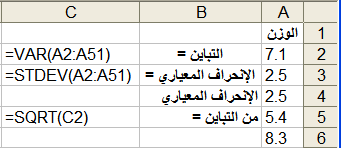 C B A
الوزن 1
=VAR(A2:A51) التباين = 7.1 2
=STDEV(A2:A51) الإنحراف المعياري = 2.5 3
الإنحراف المعياري 2.5 4
=SQRT(C2) من التباين = 5.4 5
8.3 6